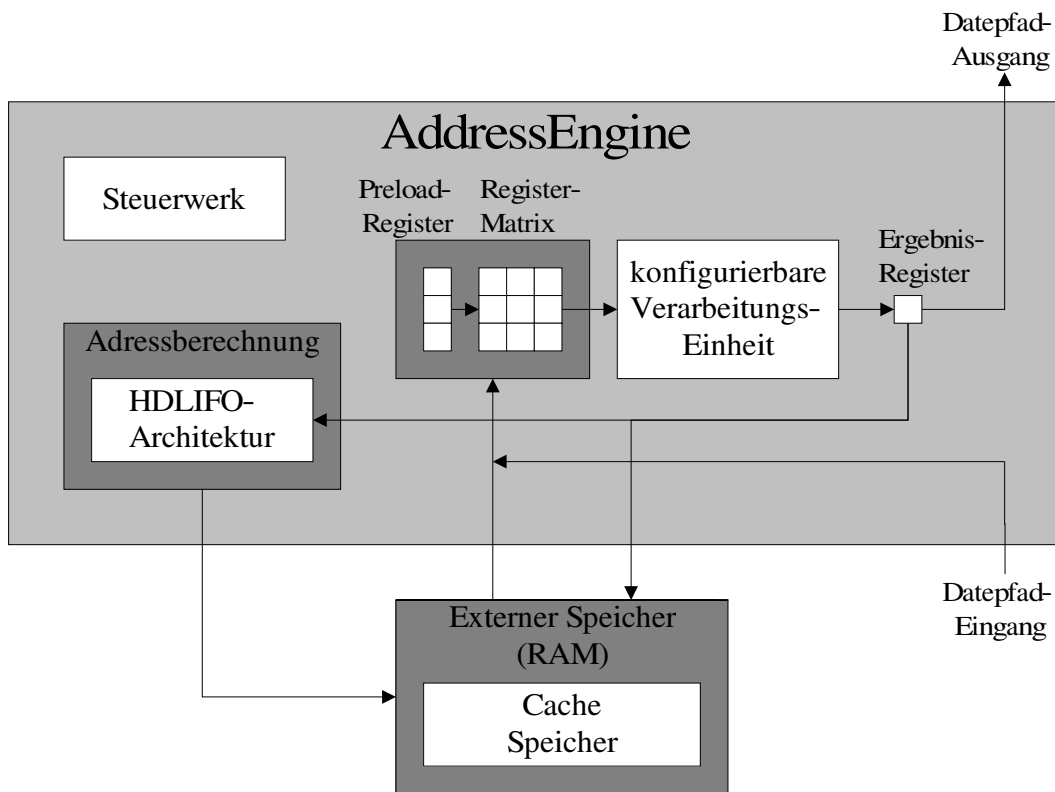 Datepfad-
Ausgang
AddressEngine
Steuerwerk
Preload-
Register
Register-
Matrix
konfigurierbare
Verarbeitungs-
Einheit
Ergebnis-
Register
Adressberechnung
HDLIFO-
Architektur
Datepfad-
Eingang
Externer Speicher
(RAM)
Cache
Speicher